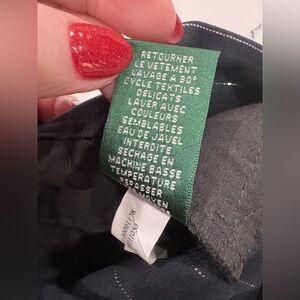 RETOURNER
LE VETEMENT
LAVAGE A 30°
CYCLE TEXTILES
DELICATS
LAVER AVEC
COULEURS
SEMBLABLES
EAU DE JAVEL
INTERDITE
SECHAGE EN
MACHINE BASSE
TEMPERATURE
REPASSER
MOYEN